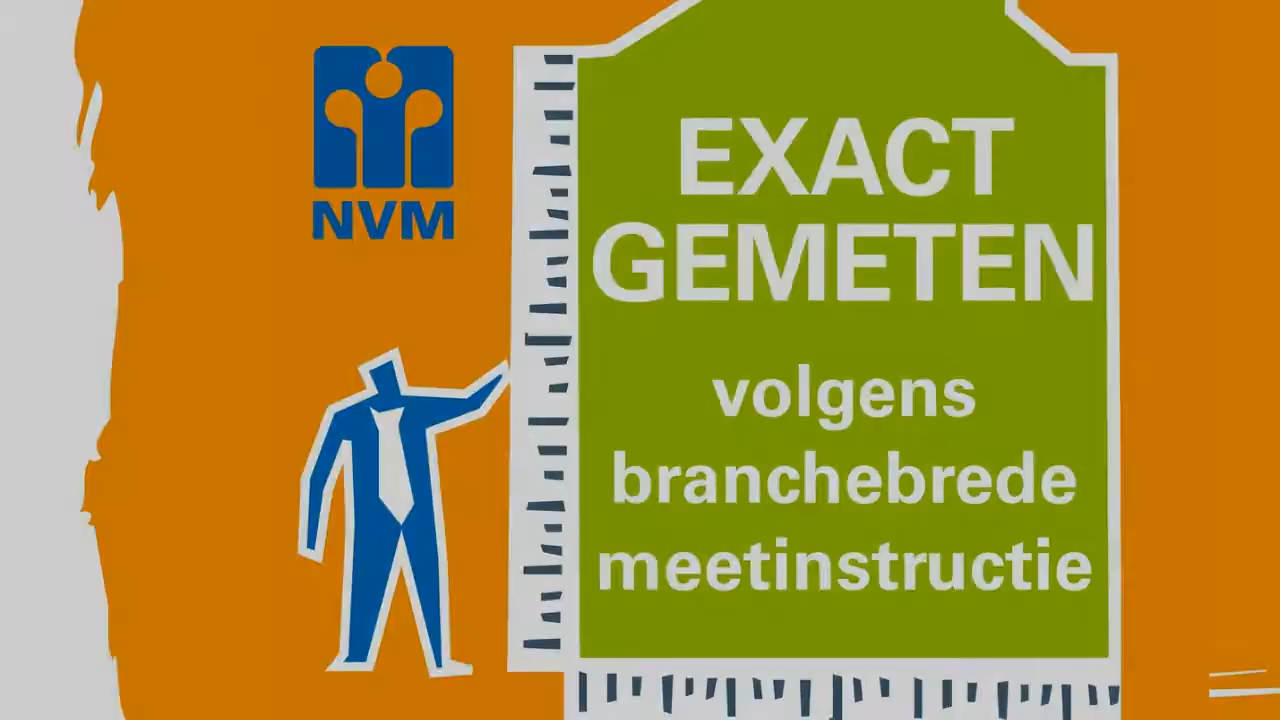 NVM
EXACT
GEMETEN
volgens
branchebrede
meetinstructie